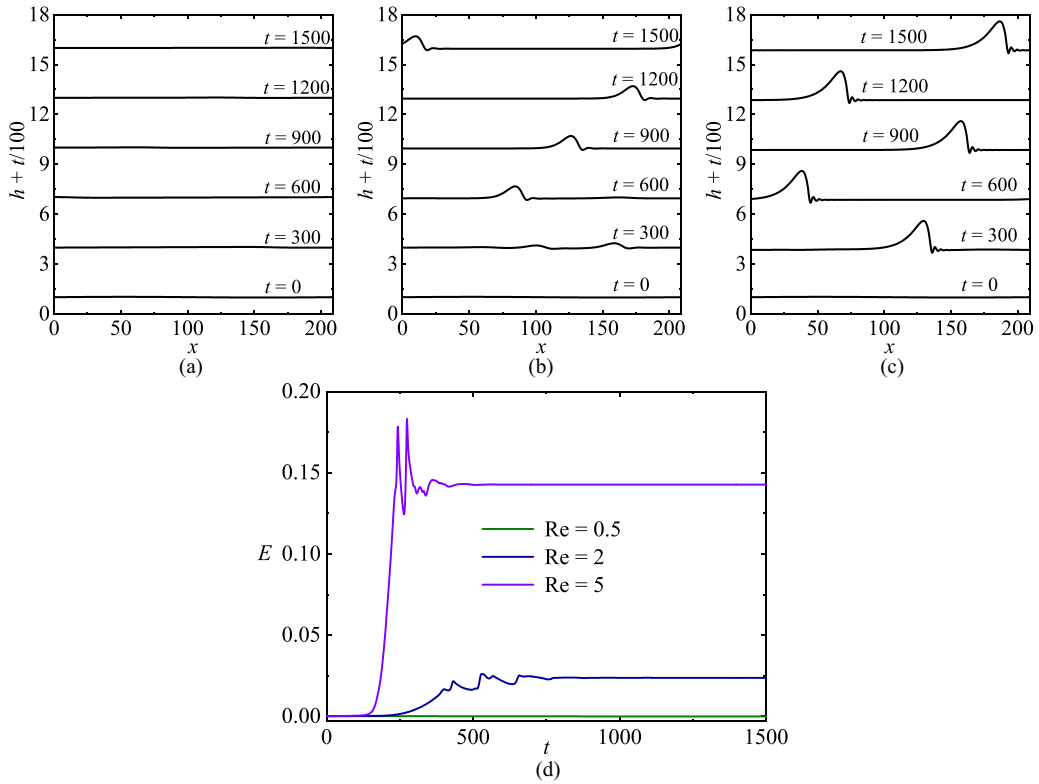 18
15
12
9
6
3
0
h + t/100
t = 1500
t = 1200
t = 900
t = 600
t = 300
t = 0
0 50 100 150 200
x
(a)
18
15
12
9
6
3
0
h + t/100
t = 1500
t = 1200
t = 900
t = 600
t = 300
t = 0
0 50 100 150 200
x
(b)
18
15
12
9
6
3
0
h + t/100
t = 1500
t = 1200
t = 900
t = 600
t = 300
t = 0
0 50 100 150 200
x
(c)
0.20
0.15
0.10
0.05
0.00
E
Re = 0.5
Re = 2
Re = 5
0 500 1000 1500
t
(d)